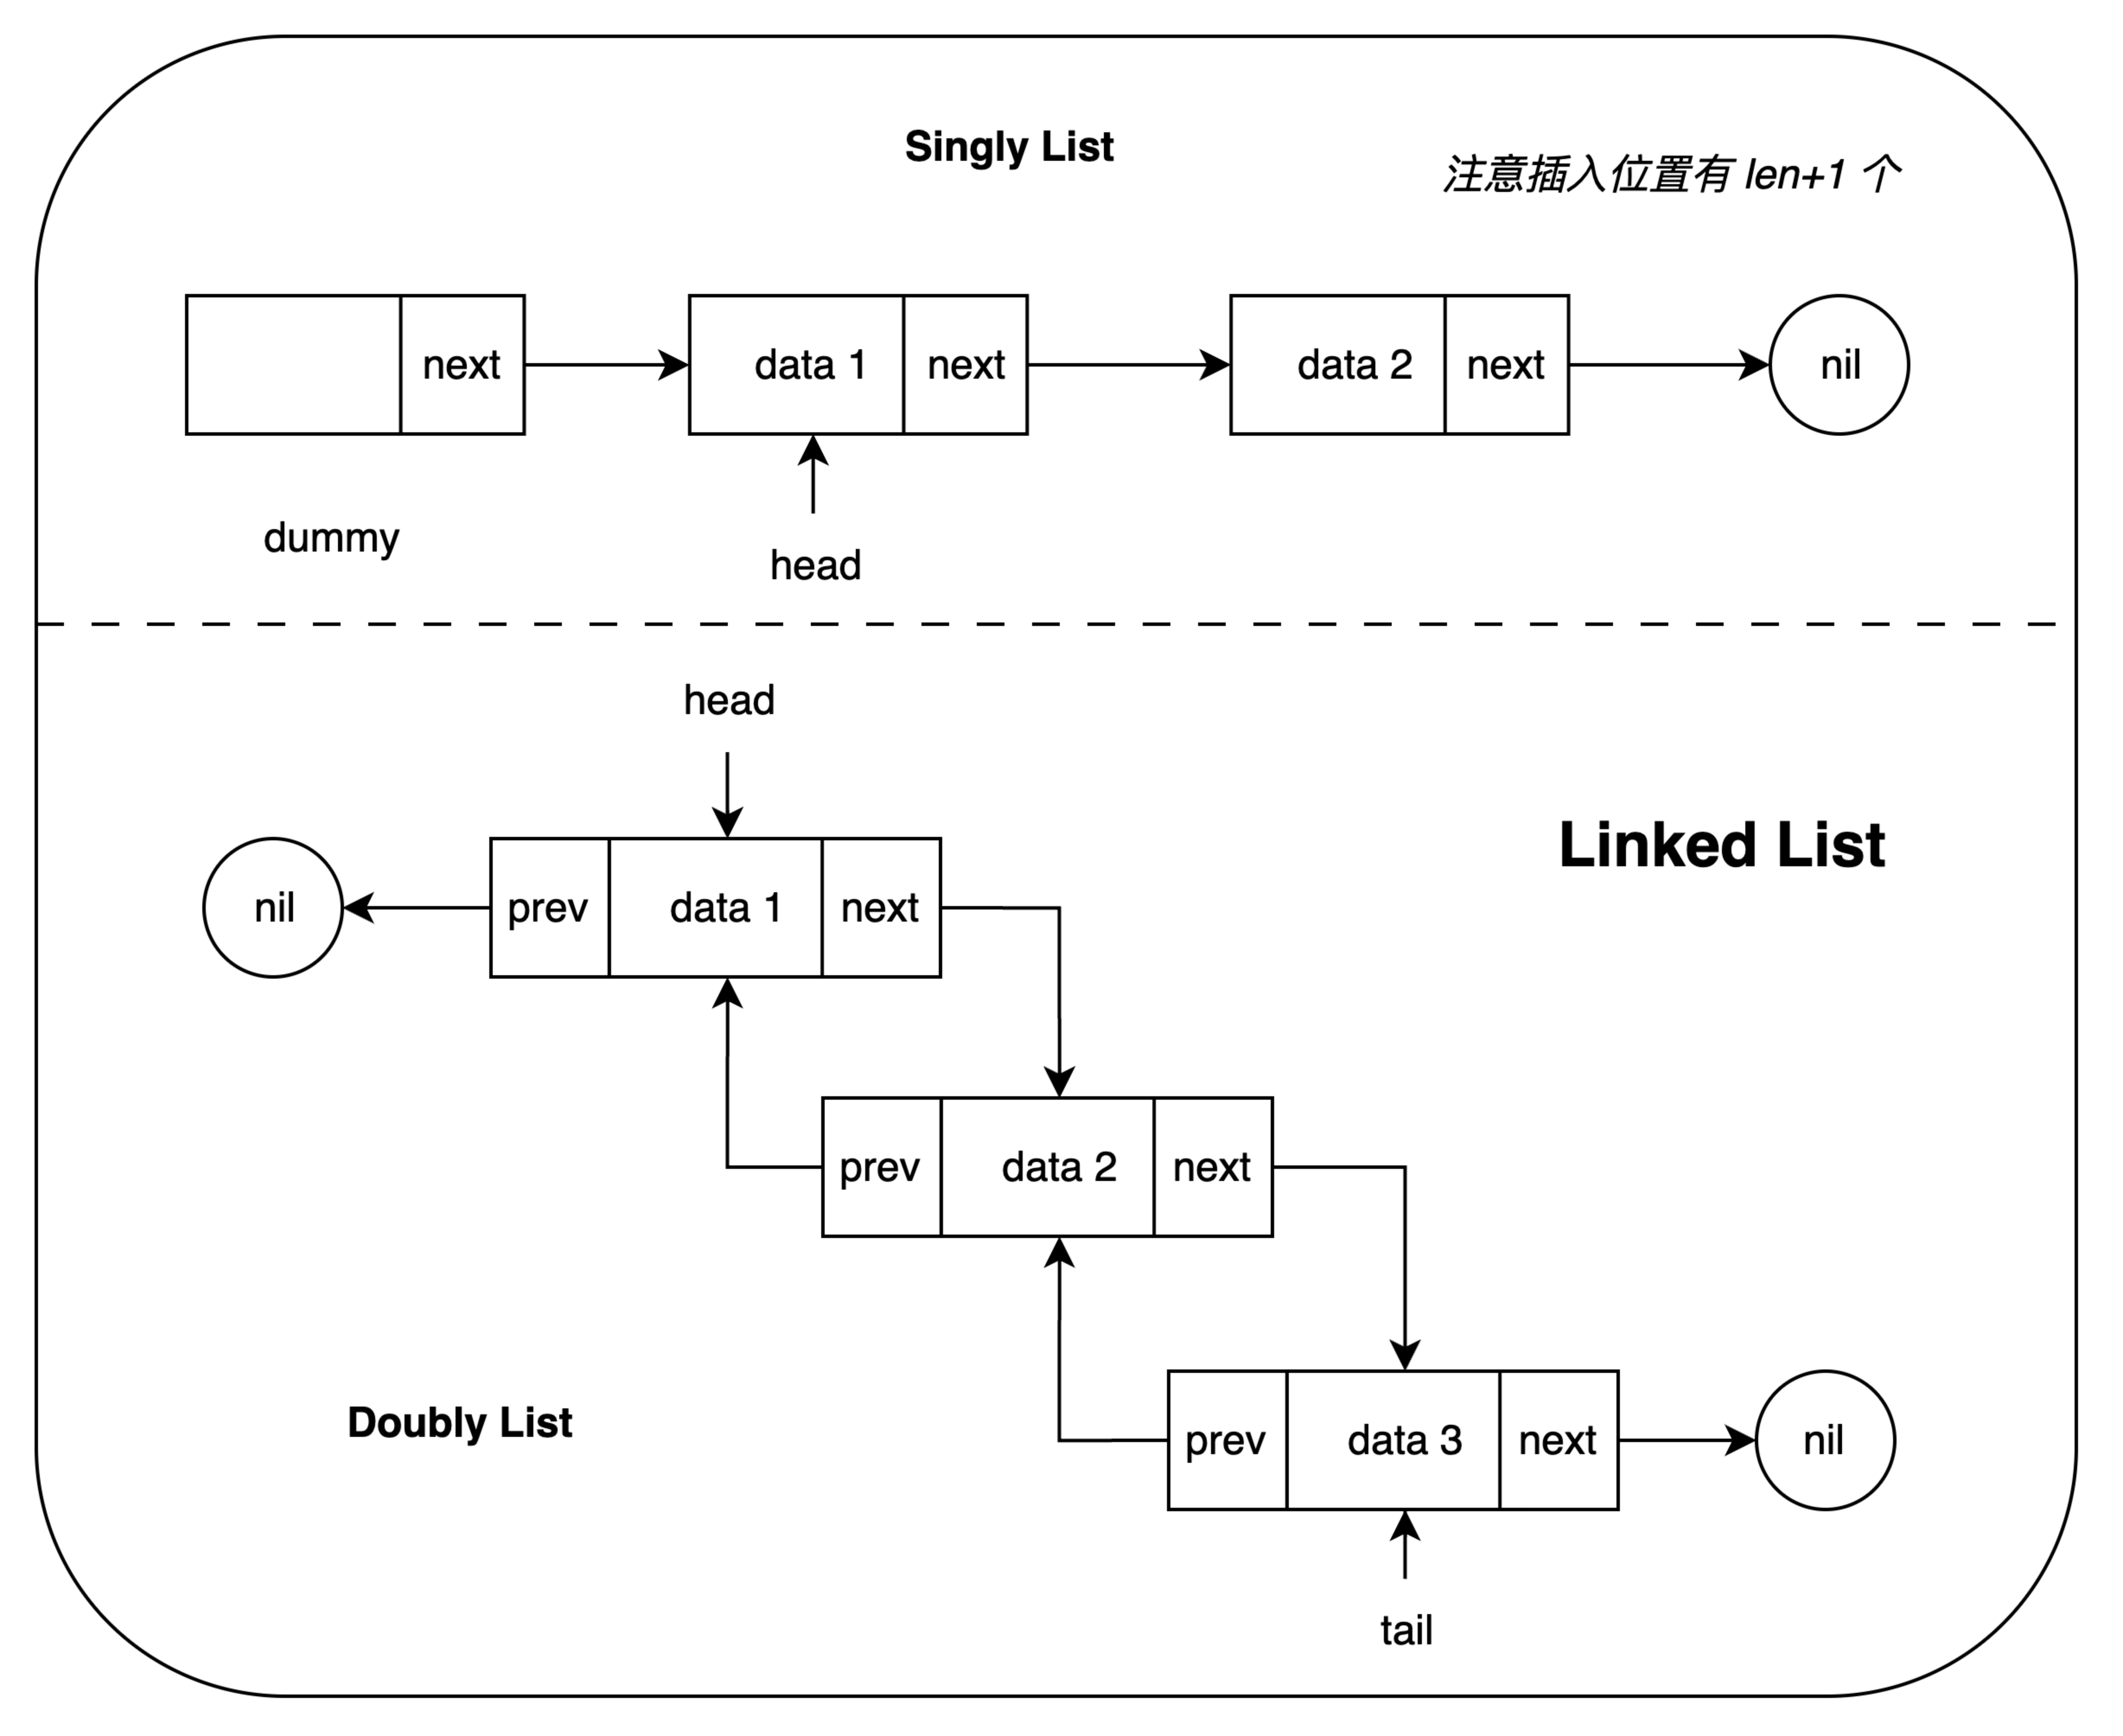 Singly List
注意插入位置有 len+1 个
next
data 1
next
data 2
next
nil
dummy
head
head
Linked List
nil
prev
data 1
next
prev
data 2
next
Doubly List
prev
data 3
next
nil
tail